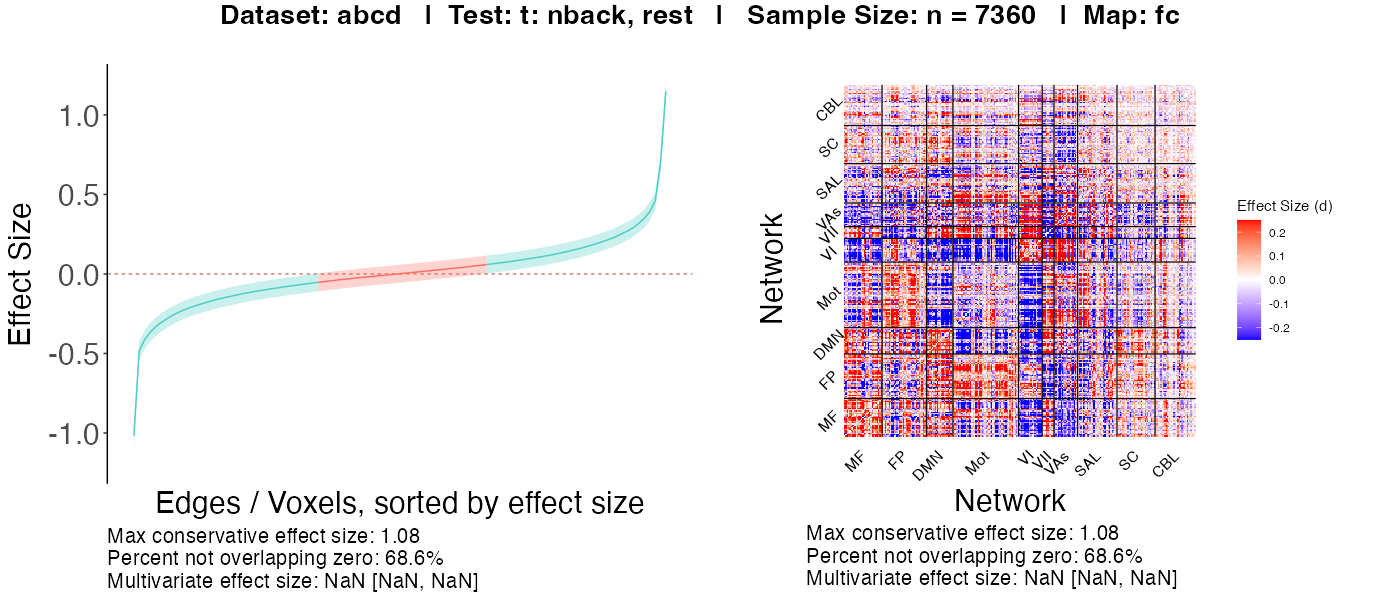 Dataset: abcd | Test: t: nback, rest | Sample Size: n = 7360 | Map: fc
Effect Size
1.0
0.5
0.0
-0.5
-1.0
Edges / Voxels, sorted by effect size
Max conservative effect size: 1.08
Percent not overlapping zero: 68.6%
Multivariate effect size: NaN [NaN, NaN]
Network
CBL
SC
SAL
VAs
VII
VI
Mot
DMN
FP
MF
MF
FP
DMN
Mot
VI
VII
VAs
SAL
SC
CBL
Network
Max conservative effect size: 1.08
Percent not overlapping zero: 68.6%
Multivariate effect size: NaN [NaN, NaN]
Effect Size (d)
0.2
0.1
0.0
-0.1
-0.2